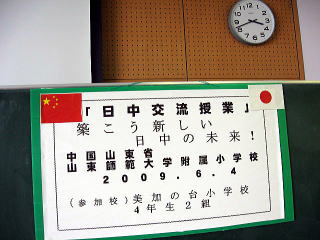 「日中交流授業」
築こう新しい
日中の未来！
中国山東省
山東師範大学附属小学校
2009.6.4
（参加校）美加の台小学校
4年生2組